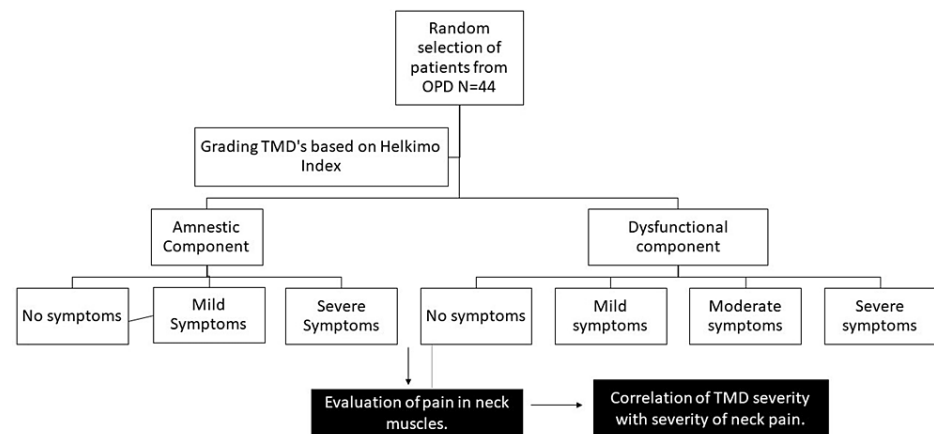 Random
selection of
patients from
OPD N=44
Grading TMD's based on Helkimo
Index
Amnestic
Component
Dysfunctional
component
No symptoms
Mild
Symptoms
Severe
Symptoms
No symptoms
Mild
symptoms
Moderate
symptoms
Severe
symptoms
Evaluation of pain in neck
muscles.
Correlation of TMD severity
with severity of neck pain.